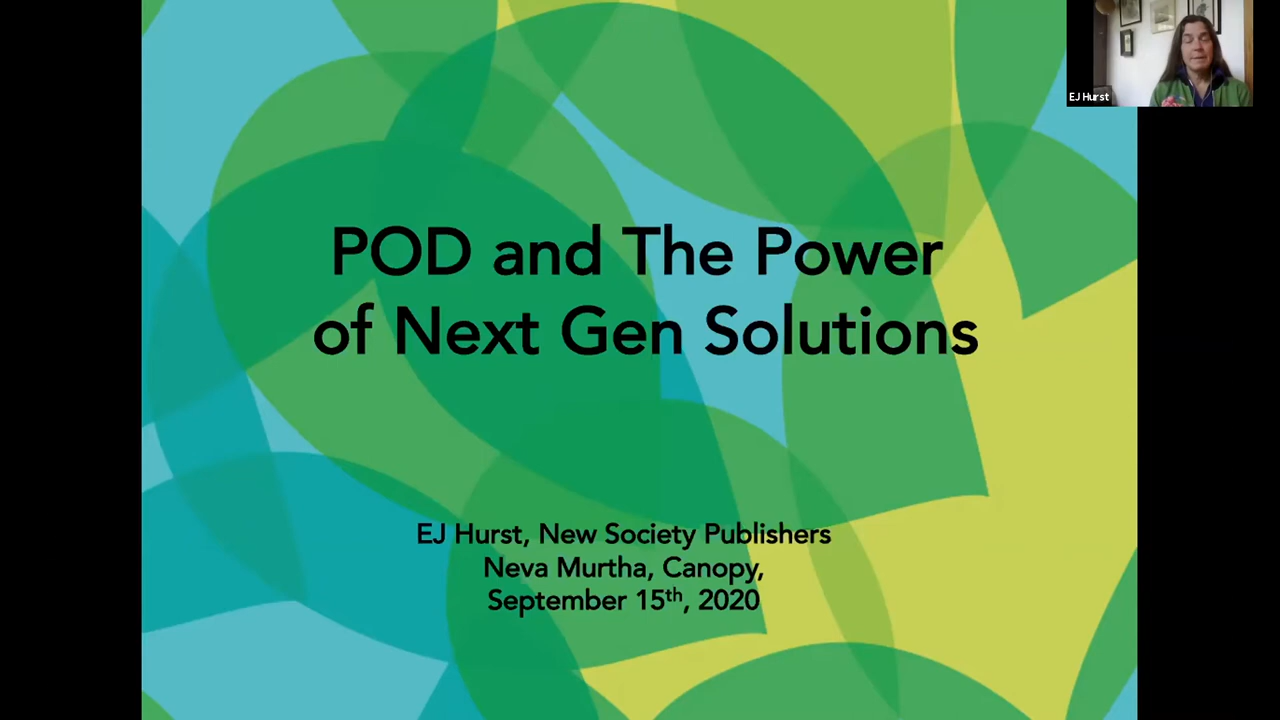 EJ Hurst
POD and The Power
of Next Gen Solutions
EJ Hurst, New Society Publishers
Neva Murtha, Canopy,
September 15th, 2020